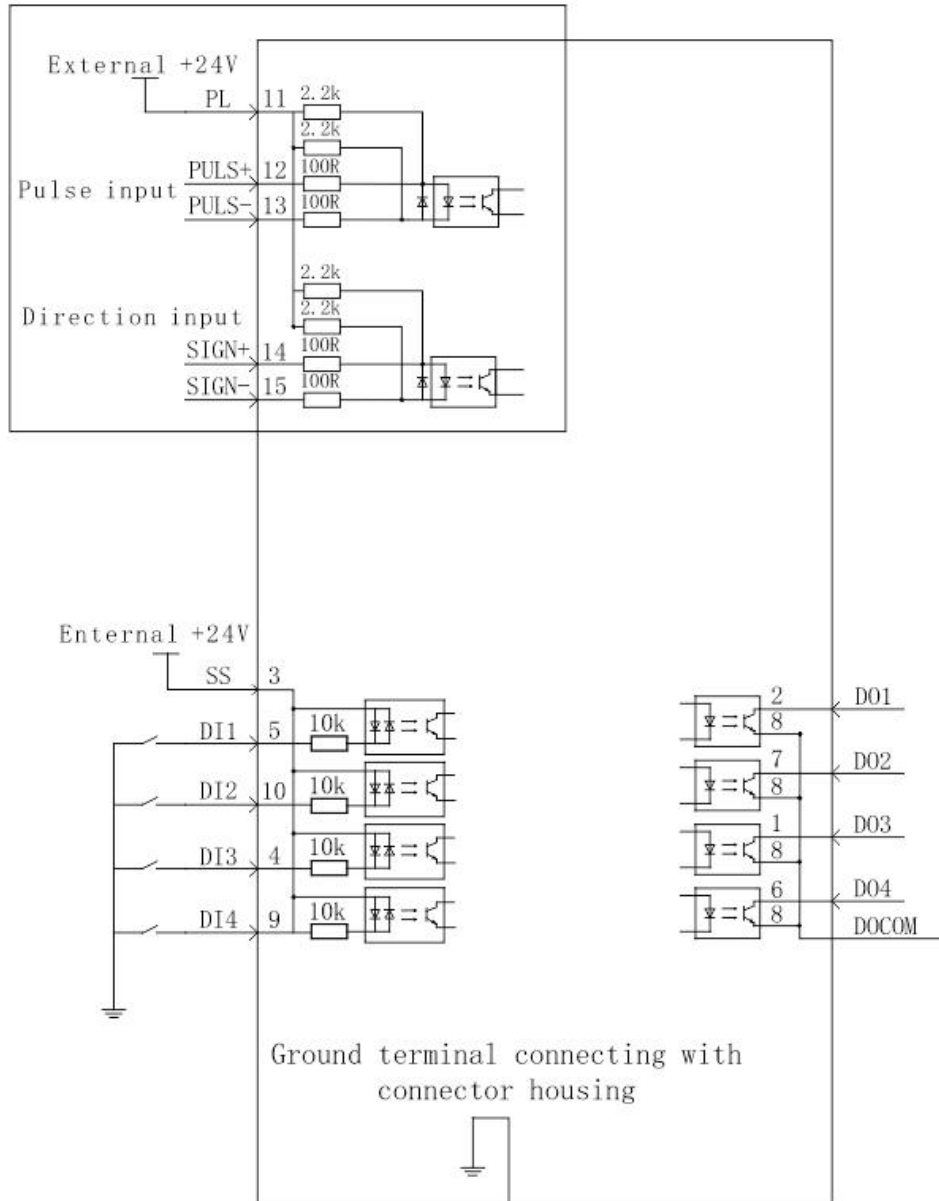 External +24V
PL 11 2.2k
2.2k
PULS+ 12 100R
Pulse input
PULS- 13 100R
2.2k
Direction input 2.2k
SIGN+ 14 100R
SIGN- 15 100R
Enternal +24V
SS 3
DI1 5 10k
DI2 10 10k
DI3 4 10k
DI4 9 10k
2 DO1
8
7 DO2
8
1 DO3
8
6 DO4
8
DOCOM
Ground terminal connecting with
connector housing